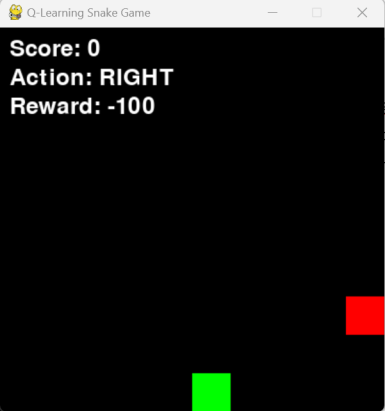 Q-Learning Snake Game
Score: 0
Action: RIGHT
Reward: -100